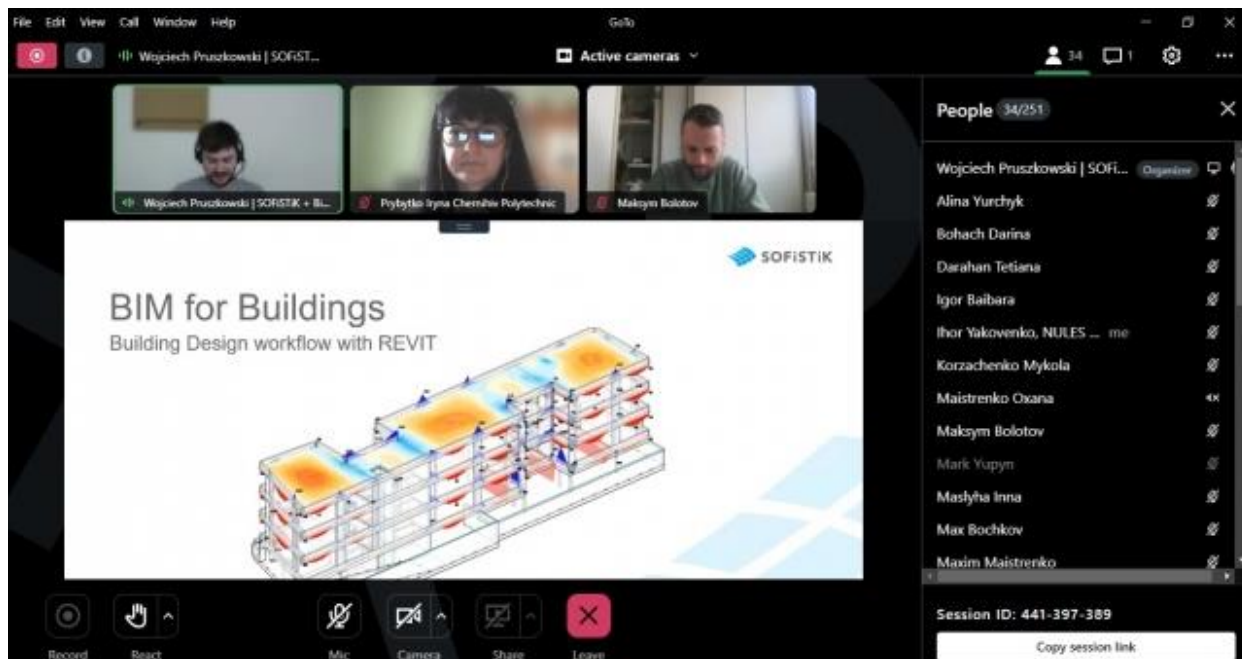 File Edit View Call Window Help
GoTo
Wojciech Pruszkowski | SOFiST...
Active cameras
34
1
Wojciech Pruszkowski | SOFiSTiK + Bi...
Prybytko Iryna Chernihiv Polytechnic
Maksym Bolotov
SOFiSTiK
BIM for Buildings
Building Design workflow with REVIT
Record
React
Mic
Camera
Share
Leave
People 34/251
Wojciech Pruszkowski | SOFi... Organizer
Alina Yurchyk
Bohach Darina
Darahan Tetiana
Igor Baibara
Ihor Yakovenko, NULES ... me
Korzachenko Mykola
Maistrenko Oxana
Maksym Bolotov
Mark Yupyn
Maslyha Inna
Max Bochkov
Maxim Maistrenko
Session ID: 441-397-389
Copy session link